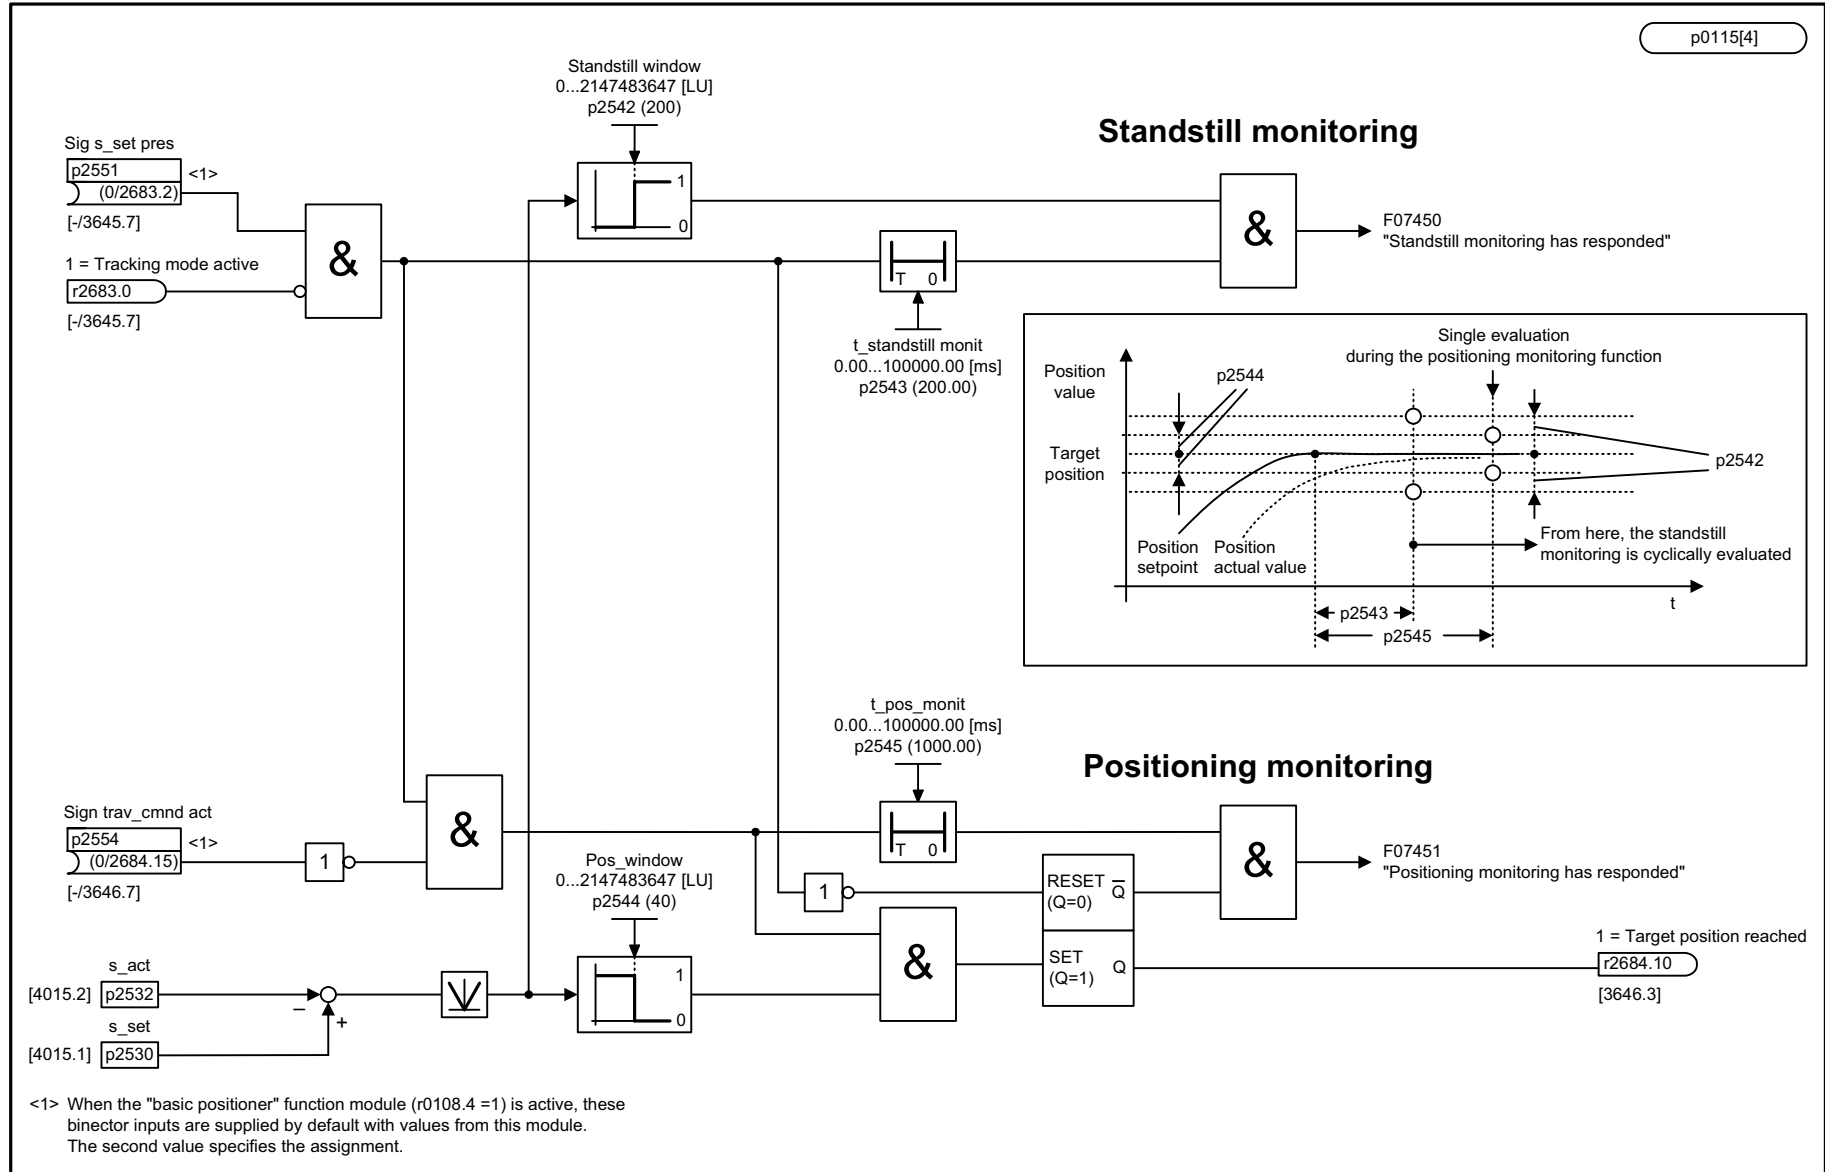 p0115[4]
Standstill window
0...2147483647 [LU]
p2542 (200)
Standstill monitoring
Sig s_set pres
p2551
<1>
(0/2683.2)
[-/3645.7]
1
0
&
F07450
"Standstill monitoring has responded"
&
1 = Tracking mode active
r2683.0
[-/3645.7]
T 0
t_standstill monit
0.00...100000.00 [ms]
p2543 (200.00)
Single evaluation
during the positioning monitoring function
Position
value
p2544
Target
position
p2542
Position
setpoint
Position
actual value
From here, the standstill
monitoring is cyclically evaluated
t
p2543
p2545
t_pos_monit
0.00...100000.00 [ms]
p2545 (1000.00)
Positioning monitoring
Sign trav_cmnd act
p2554
<1>
(0/2684.15)
[-/3646.7]
1
&
T 0
&
F07451
"Positioning monitoring has responded"
Pos_window
0...2147483647 [LU]
p2544 (40)
1
RESET Q
(Q=0)
SET
(Q=1)
Q
&
1 = Target position reached
r2684.10
[3646.3]
s_act
[4015.2]
p2532
–
+
s_set
[4015.1]
p2530
1
0
<1> When the "basic positioner" function module (r0108.4 =1) is active, these
binector inputs are supplied by default with values from this module.
The second value specifies the assignment.